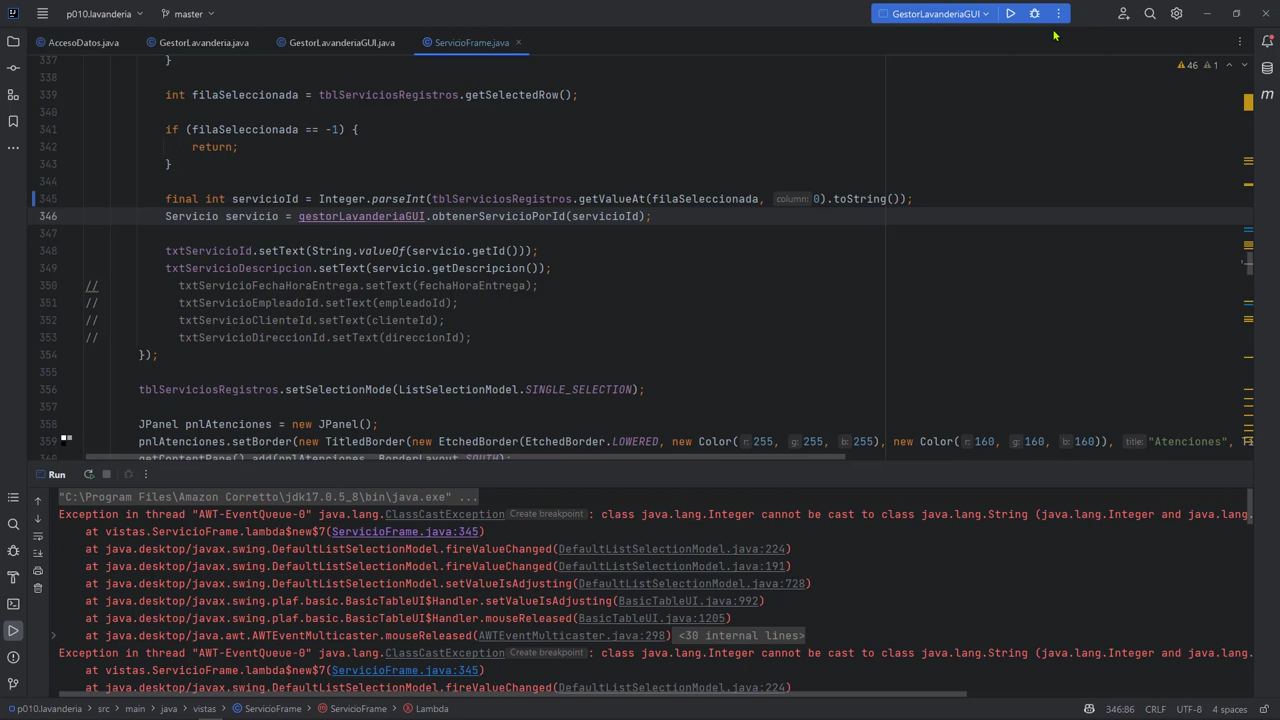 p010.lavanderia
master
GestorLavanderiaGUI
AccesoDatos.java
GestorLavanderia.java
GestorLavanderiaGUI.java
ServicioFrame.java
46
1
337 }
338
339 int filaSeleccionada = tblServiciosRegistros.getSelectedRow();
340
341 if (filaSeleccionada == -1) {
342 return;
343 }
344
345 final int servicioId = Integer.parseInt(tblServiciosRegistros.getValueAt(filaSeleccionada, column: 0).toString());
346 Servicio servicio = gestorLavanderiaGUI.obtenerServicioPorId(servicioId);
347
348 txtServicioId.setText(String.valueOf(servicio.getId()));
349 txtServicioDescripcion.setText(servicio.getDescripcion());
350 // txtServicioFechaHoraEntrega.setText(fechaHoraEntrega);
351 // txtServicioEmpleadoId.setText(empleadoId);
352 // txtServicioClienteId.setText(clienteId);
353 // txtServicioDireccionId.setText(direccionId);
354 });
355
356 tblServiciosRegistros.setSelectionMode(ListSelectionModel.SINGLE_SELECTION);
357
358 JPanel pnlAtenciones = new JPanel();
359 pnlAtenciones.setBorder(new TitledBorder(new EtchedBorder(EtchedBorder.LOWERED, new Color( r: 255, g: 255, b: 255), new Color( r: 160, g: 160, b: 160)), title: "Atenciones",
360 getContentPane().add(pnlAtenciones, BorderLayout.SOUTH);
Run
"C:\Program Files\Amazon Corretto\jdk17.0.5_8\bin\java.exe" ...
Exception in thread "AWT-EventQueue-0" java.lang.ClassCastException Create breakpoint : class java.lang.Integer cannot be cast to class java.lang.String (java.lang.Integer and java.lang.
at vistas.ServicioFrame.lambda$new$7(ServicioFrame.java:345)
at java.desktop/javax.swing.DefaultListSelectionModel.fireValueChanged(DefaultListSelectionModel.java:224)
at java.desktop/javax.swing.DefaultListSelectionModel.fireValueChanged(DefaultListSelectionModel.java:191)
at java.desktop/javax.swing.DefaultListSelectionModel.setValueIsAdjusting(DefaultListSelectionModel.java:728)
at java.desktop/javax.swing.plaf.basic.BasicTableUI$Handler.setValueIsAdjusting(BasicTableUI.java:992)
at java.desktop/javax.swing.plaf.basic.BasicTableUI$Handler.mouseReleased(BasicTableUI.java:1205)
at java.desktop/java.awt.AWTEventMulticaster.mouseReleased(AWTEventMulticaster.java:298) <30 internal lines>
Exception in thread "AWT-EventQueue-0" java.lang.ClassCastException Create breakpoint : class java.lang.Integer cannot be cast to class java.lang.String (java.lang.Integer and java.lang.
at vistas.ServicioFrame.lambda$new$7(ServicioFrame.java:345)
at java.desktop/javax.swing.DefaultListSelectionModel.fireValueChanged(DefaultListSelectionModel.java:224)
p010.lavanderia > src > main > java > vistas > ServicioFrame > ServicioFrame > Lambda
346:86 CRLF UTF-8 4 spaces